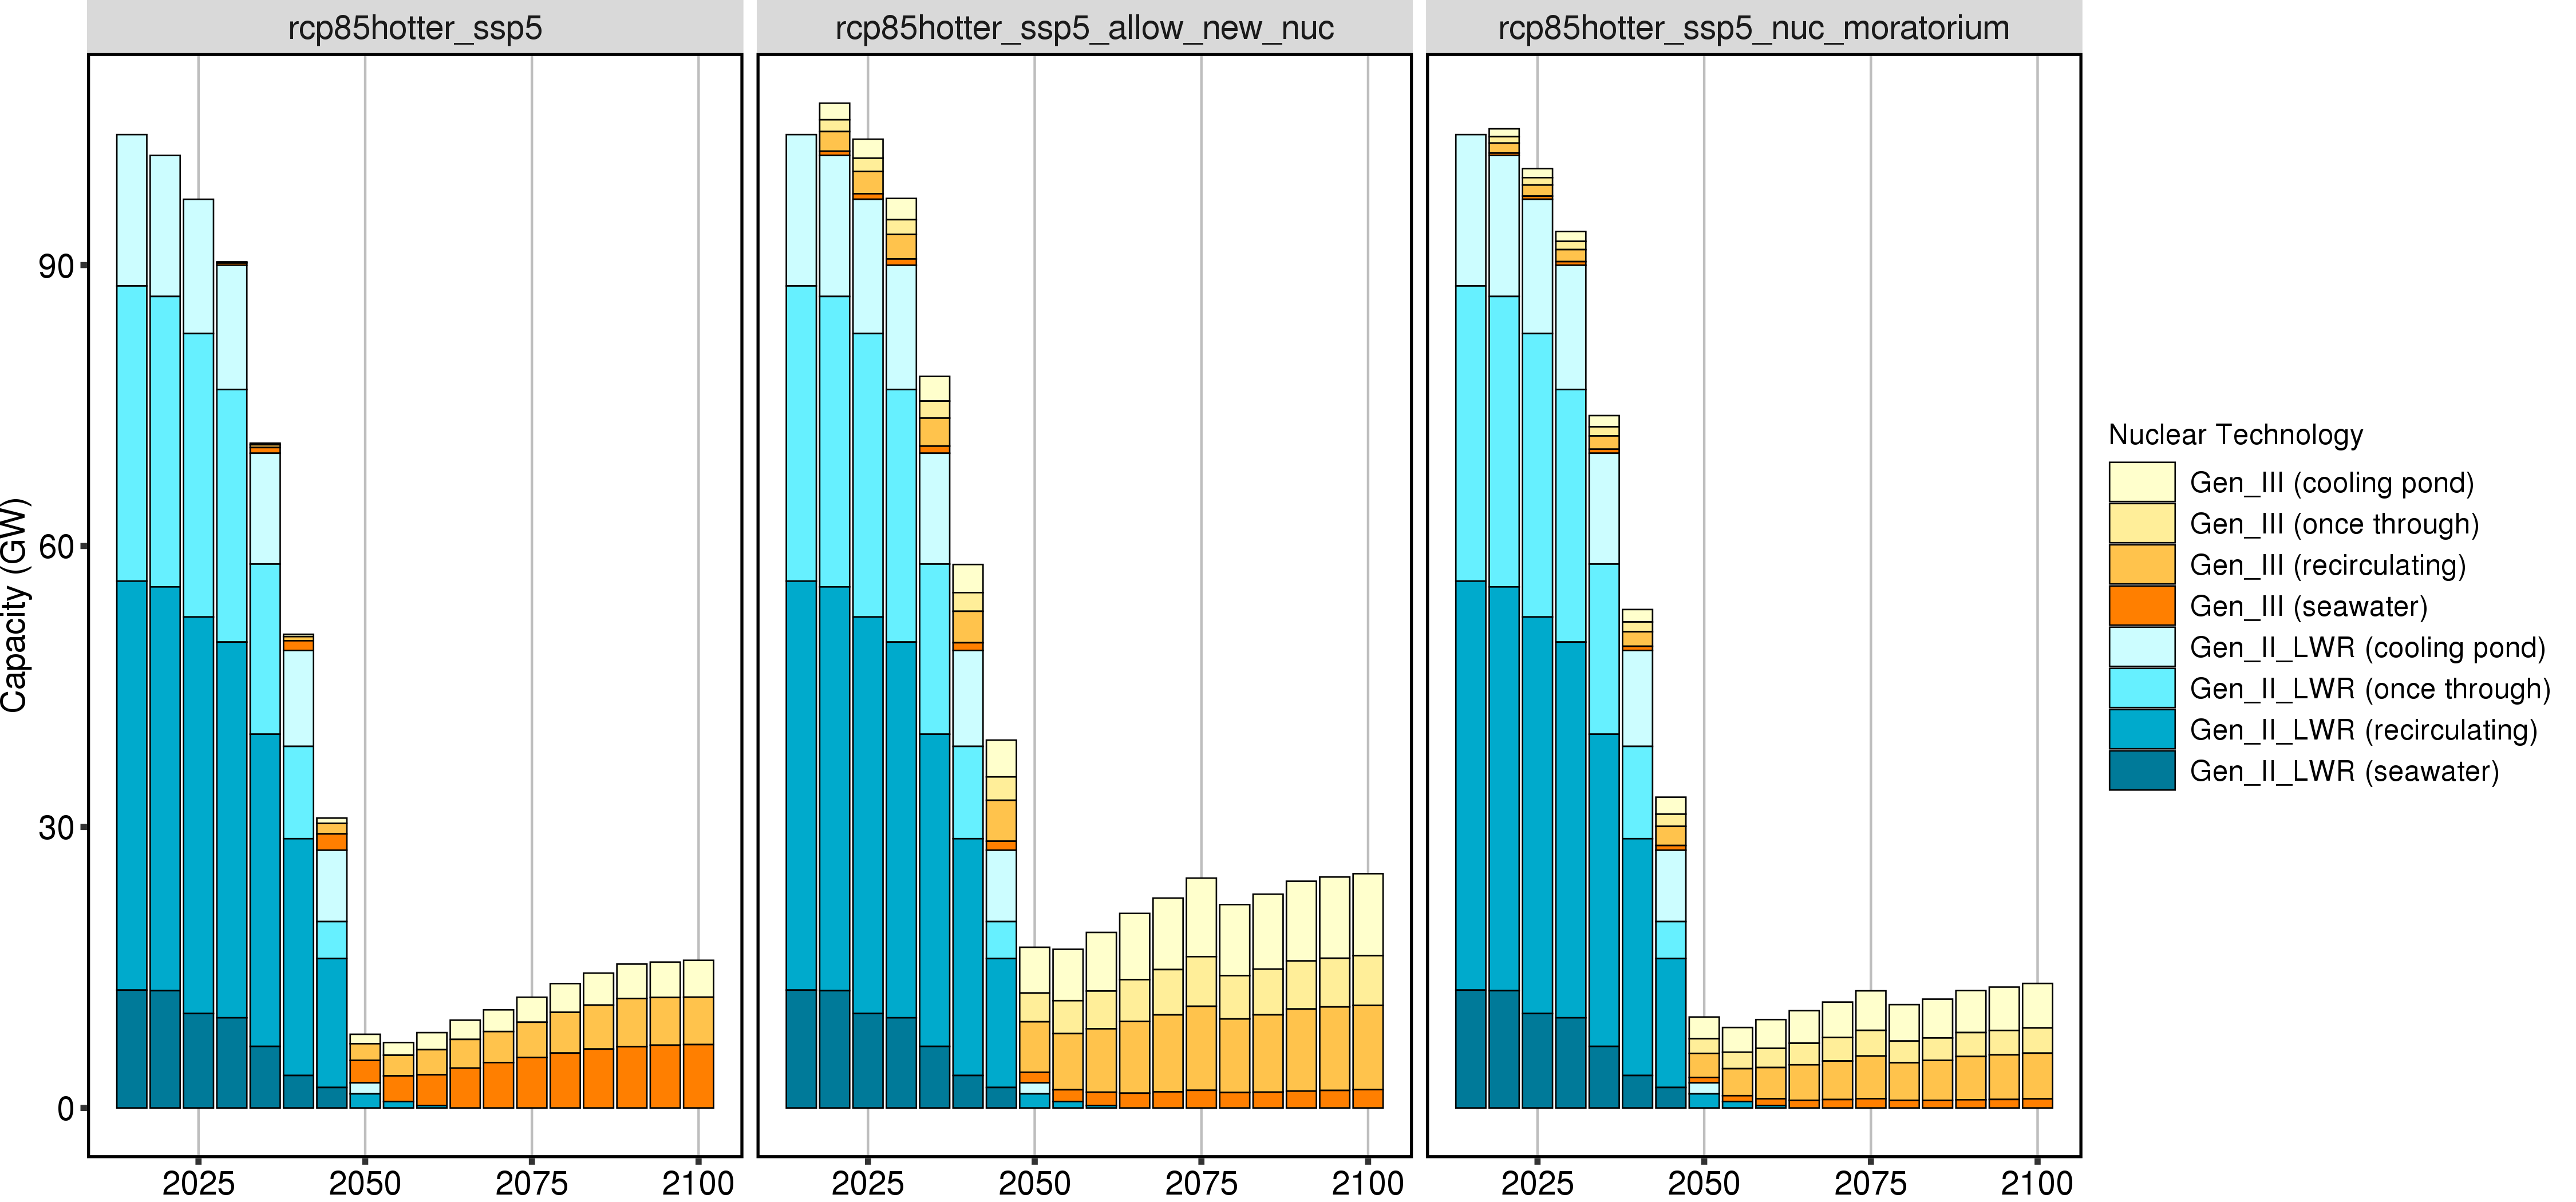 rcp85hotter_ssp5
rcp85hotter_ssp5_allow_new_nuc
rcp85hotter_ssp5_nuc_moratorium
Capacity (GW)
90
60
30
0
2025 2050 2075 2100
2025 2050 2075 2100
2025 2050 2075 2100
Nuclear Technology
Gen_III (cooling pond)
Gen_III (once through)
Gen_III (recirculating)
Gen_III (seawater)
Gen_II_LWR (cooling pond)
Gen_II_LWR (once through)
Gen_II_LWR (recirculating)
Gen_II_LWR (seawater)